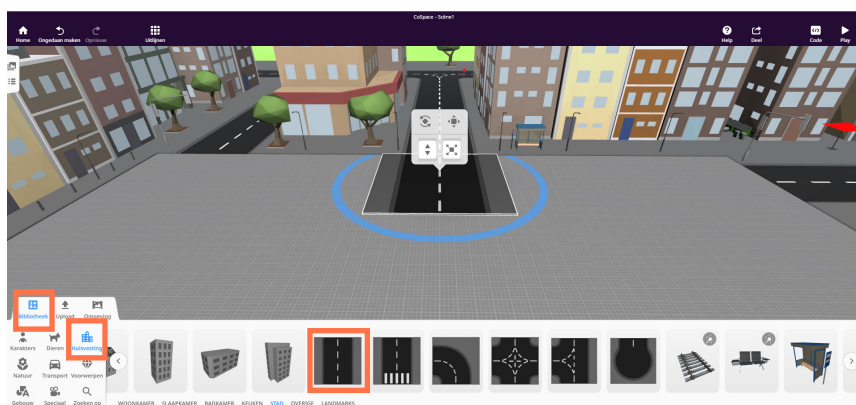 CoSpace - Scène1
Home Ongedaan maken Opnieuw Uitlijnen Help Deel Code Play
Bibliotheek Upload Omgeving
Karakters Dieren Huisvesting
Natuur Transport Voorwerpen
Gebouw Speciaal Zoeken op
WOONKAMER SLAAPKAMER BADKAMER KEUKEN STAD OVERIGE LANDMARKS